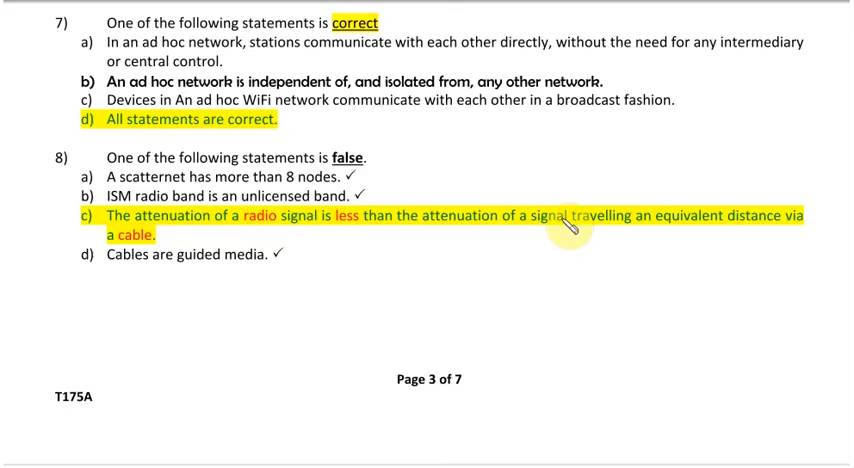 7) One of the following statements is correct
a) In an ad hoc network, stations communicate with each other directly, without the need for any intermediary
or central control.
b) An ad hoc network is independent of, and isolated from, any other network.
c) Devices in An ad hoc WiFi network communicate with each other in a broadcast fashion.
d) All statements are correct.
8) One of the following statements is false.
a) A scatternet has more than 8 nodes. ✓
b) ISM radio band is an unlicensed band. ✓
c) The attenuation of a radio signal is less than the attenuation of a signal travelling an equivalent distance via
a cable.
d) Cables are guided media. ✓
Page 3 of 7
T175A